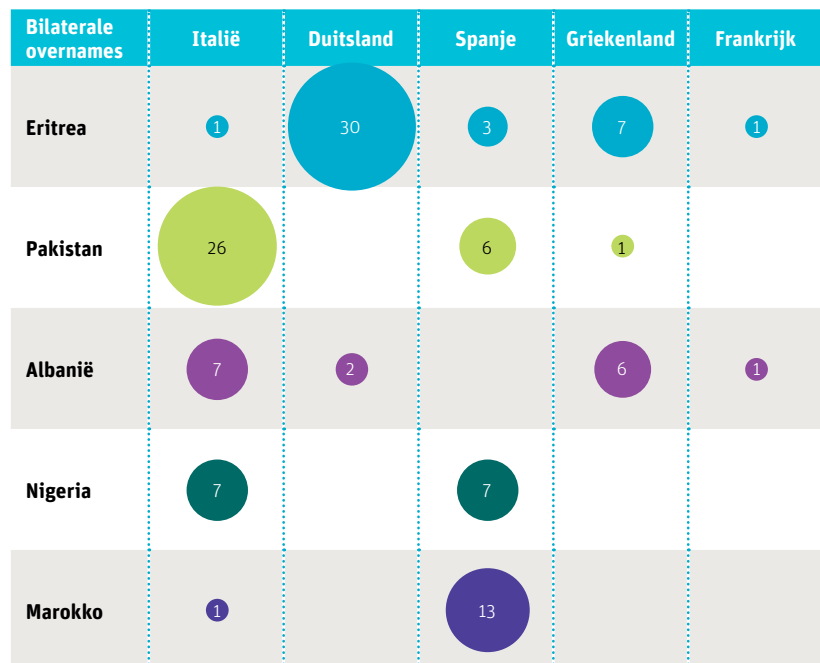 Bilaterale overnames Italië Duitsland Spanje Griekenland Frankrijk
Eritrea 1 30 3 7 1
Pakistan 26 6 1
Albanië 7 2 6 1
Nigeria 7 7
Marokko 1 13